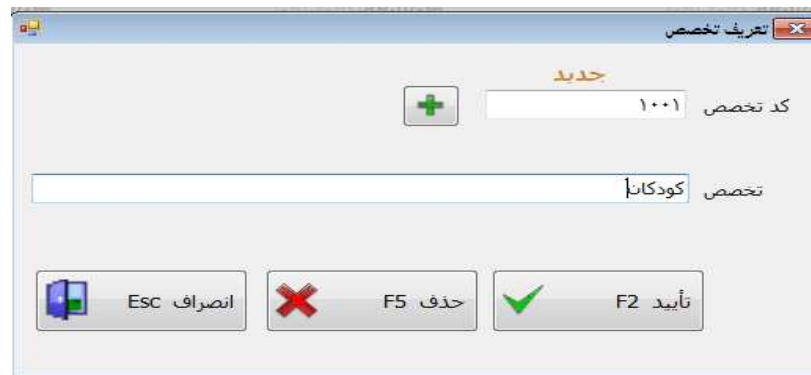 تعریف تخصص
جدید
کد تخصص ۱۰۰۱
تخصص کودکان
تأیید F2 حذف F5 انصراف Esc